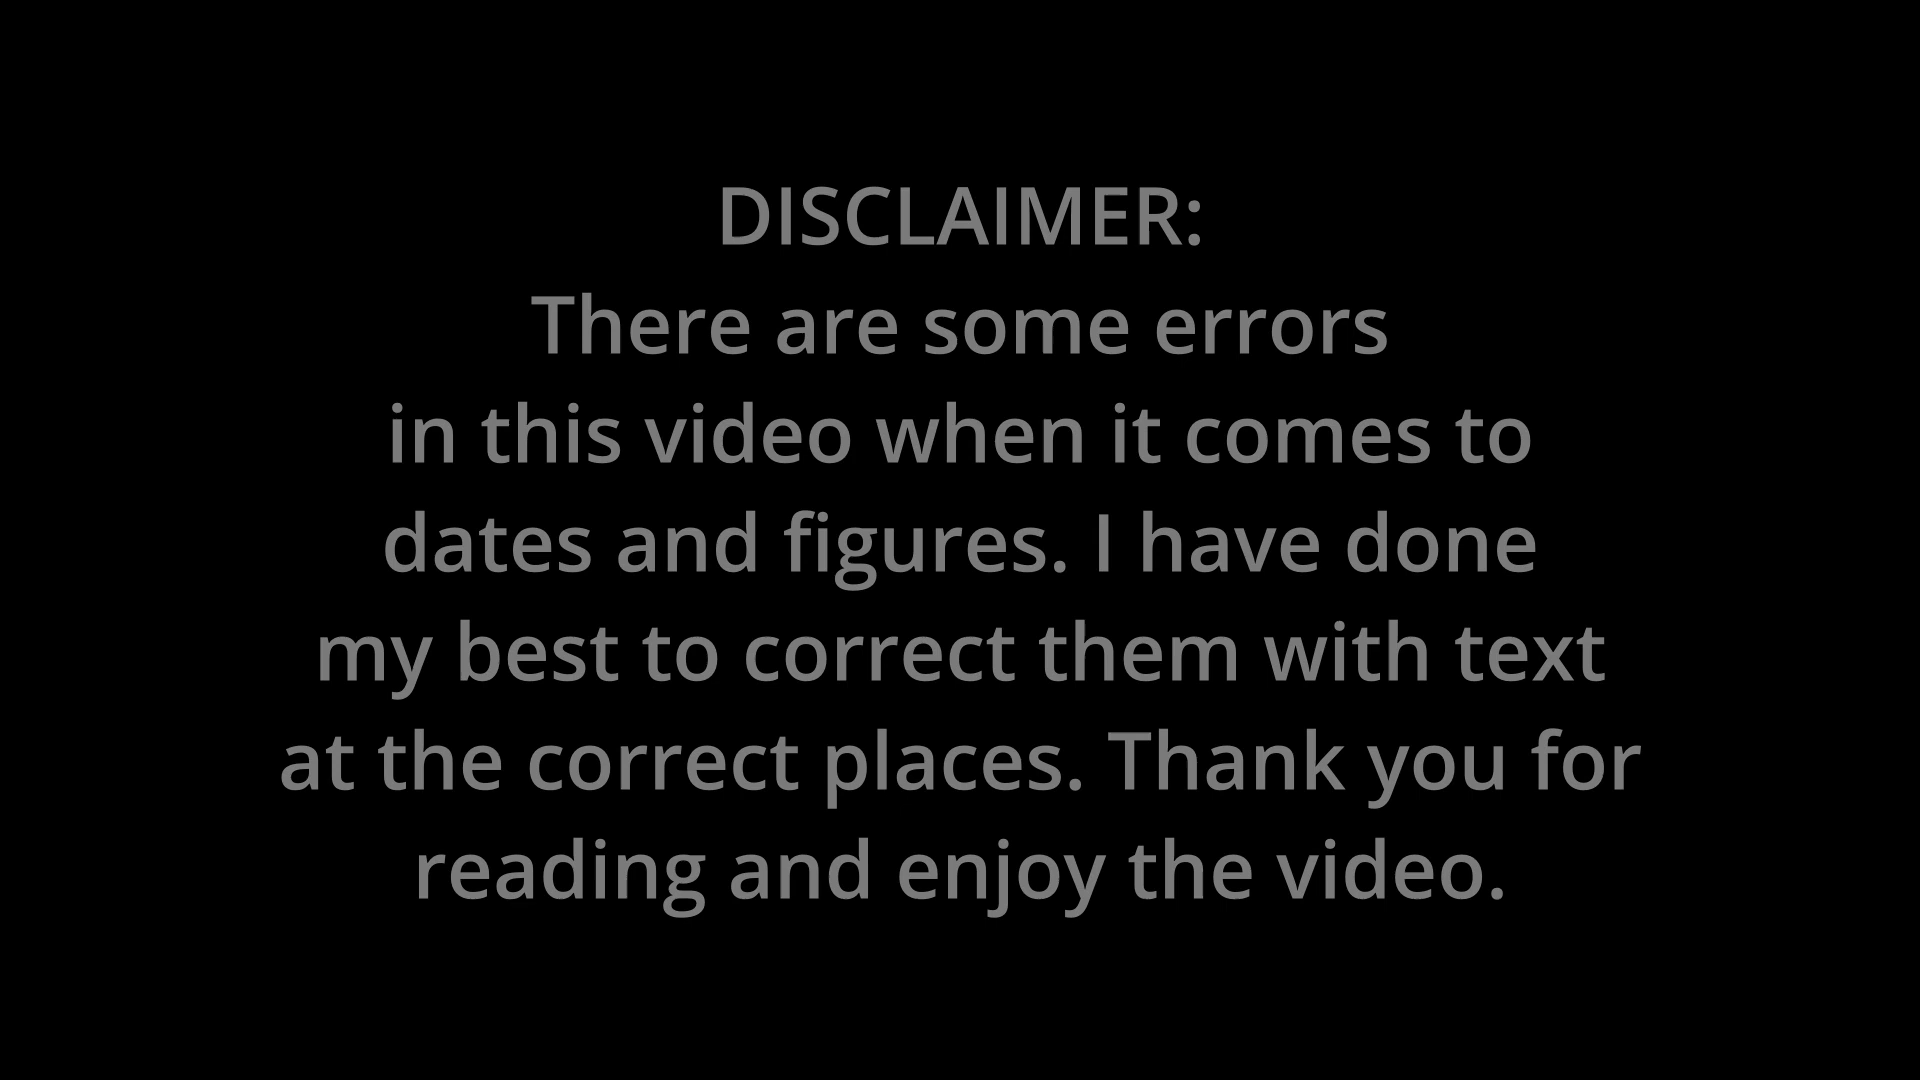 DISCLAIMER:
There are some errors
in this video when it comes to
dates and figures. I have done
my best to correct them with text
at the correct places. Thank you for
reading and enjoy the video.